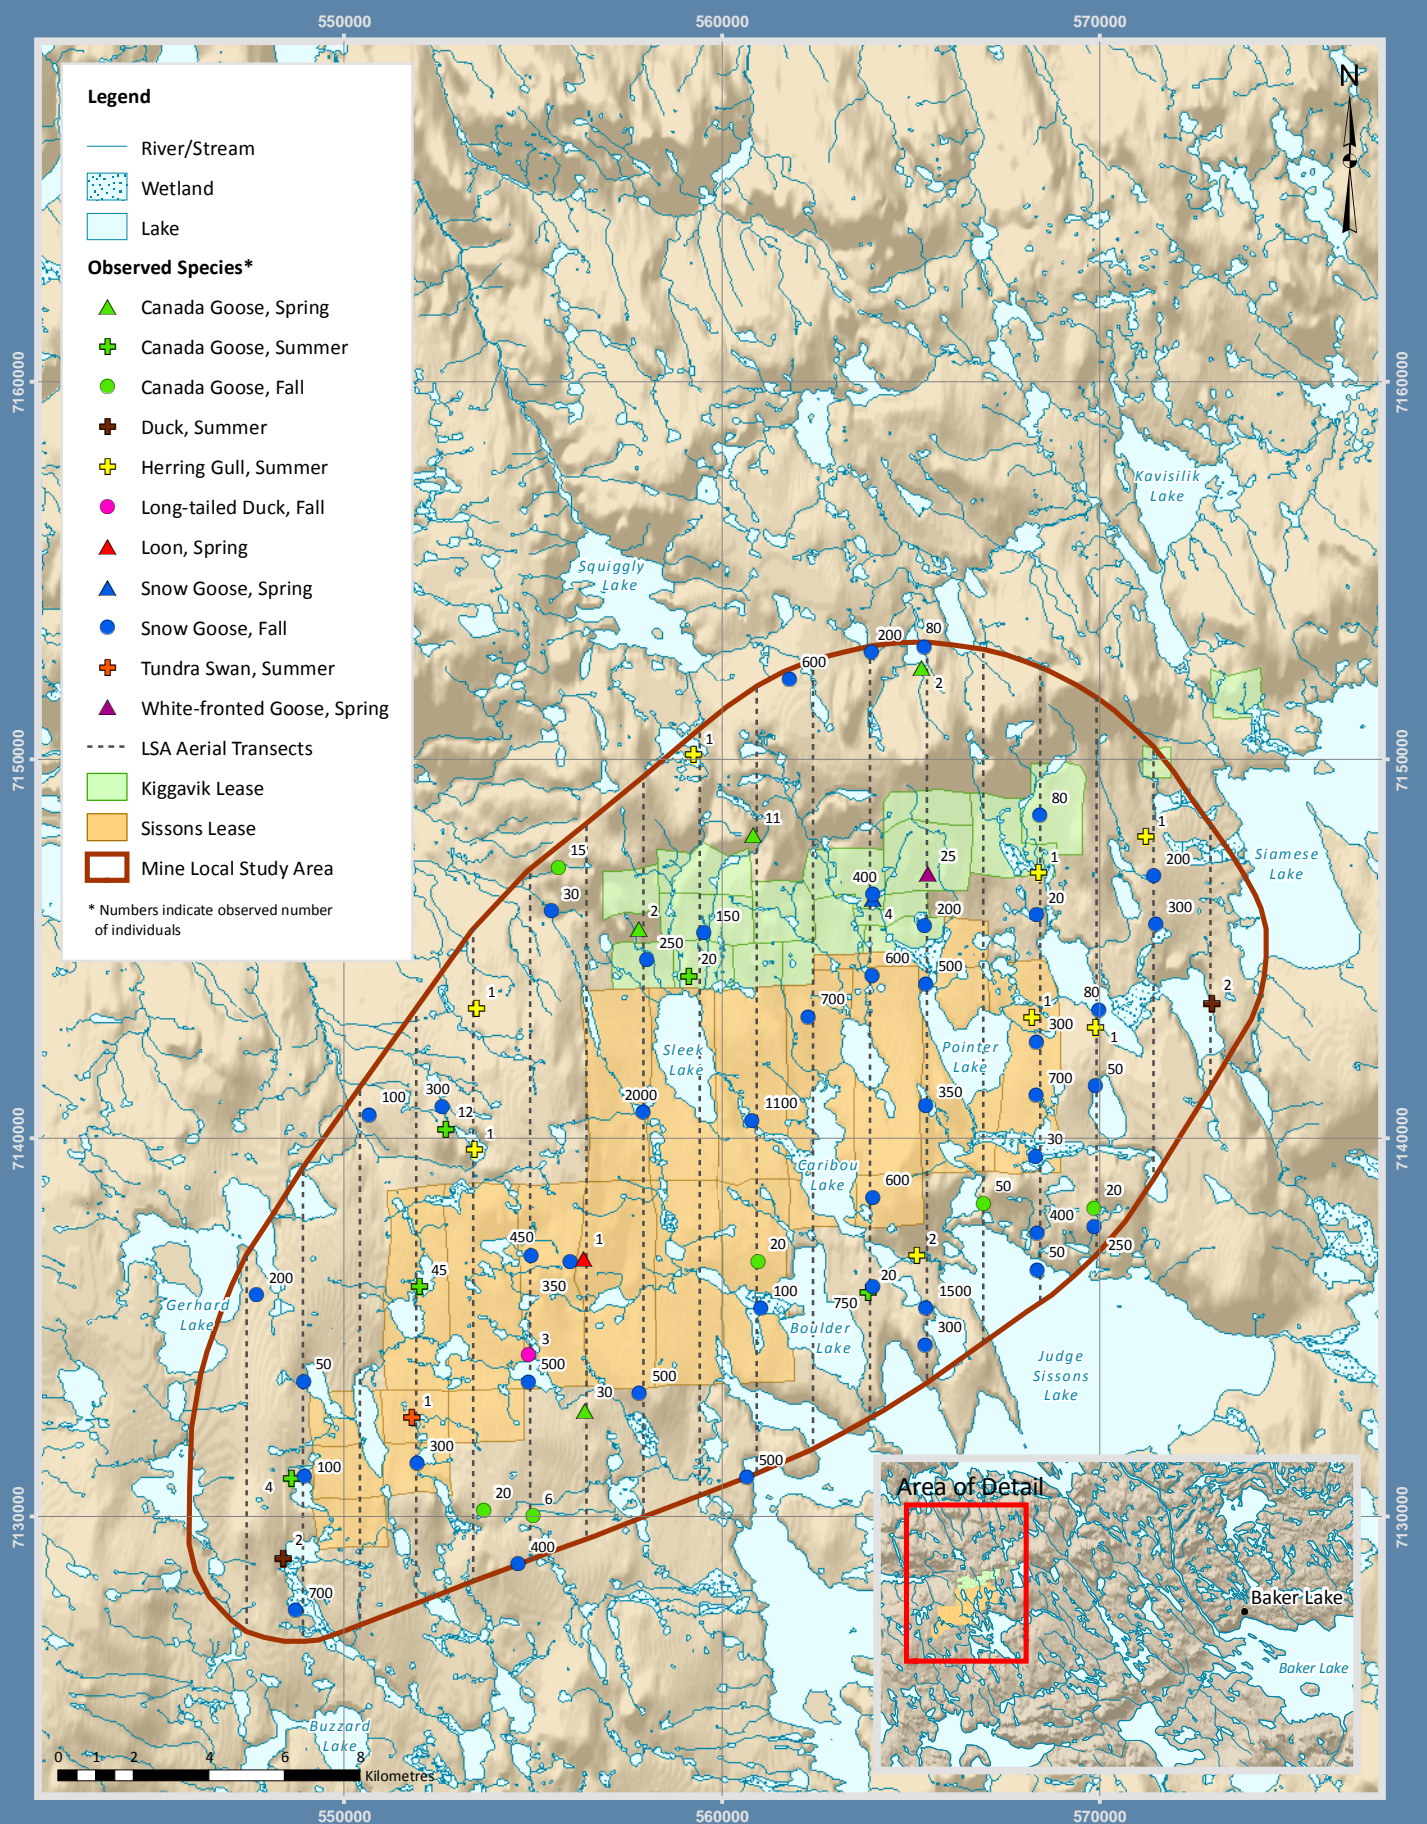 550000
560000
570000
N
Legend
River/Stream
Wetland
Lake
Observed Species*
Canada Goose, Spring
Canada Goose, Summer
Canada Goose, Fall
Duck, Summer
Herring Gull, Summer
Long-tailed Duck, Fall
Loon, Spring
Snow Goose, Spring
Snow Goose, Fall
Tundra Swan, Summer
White-fronted Goose, Spring
LSA Aerial Transects
Kiggavik Lease
Sissons Lease
Mine Local Study Area
* Numbers indicate observed number
of individuals
7160000
7160000
Kavisilik
Lake
Squiggly
Lake
200
80
600
2
1
7150000
7150000
80
11
1
15
1
200
Siamese
Lake
25
400
30
20
2
150
4
200
300
250
20
600
500
2
1
700
1
80
300
1
Sleek
Lake
Pointer
Lake
50
700
100
300
12
2000
1100
350
1
30
7140000
7140000
Caribou
Lake
600
50
20
400
250
450
1
20
2
50
45
350
20
200
100
750
1500
Gerhard
Lake
Boulder
Lake
300
3
500
50
500
Judge
Sissons
Lake
1
30
300
100
500
4
20
6
7130000
7130000
2
400
700
Area of Detail
Baker Lake
Baker Lake
Buzzard
Lake
0 1 2 4 6 8
Kilometres
550000
560000
570000